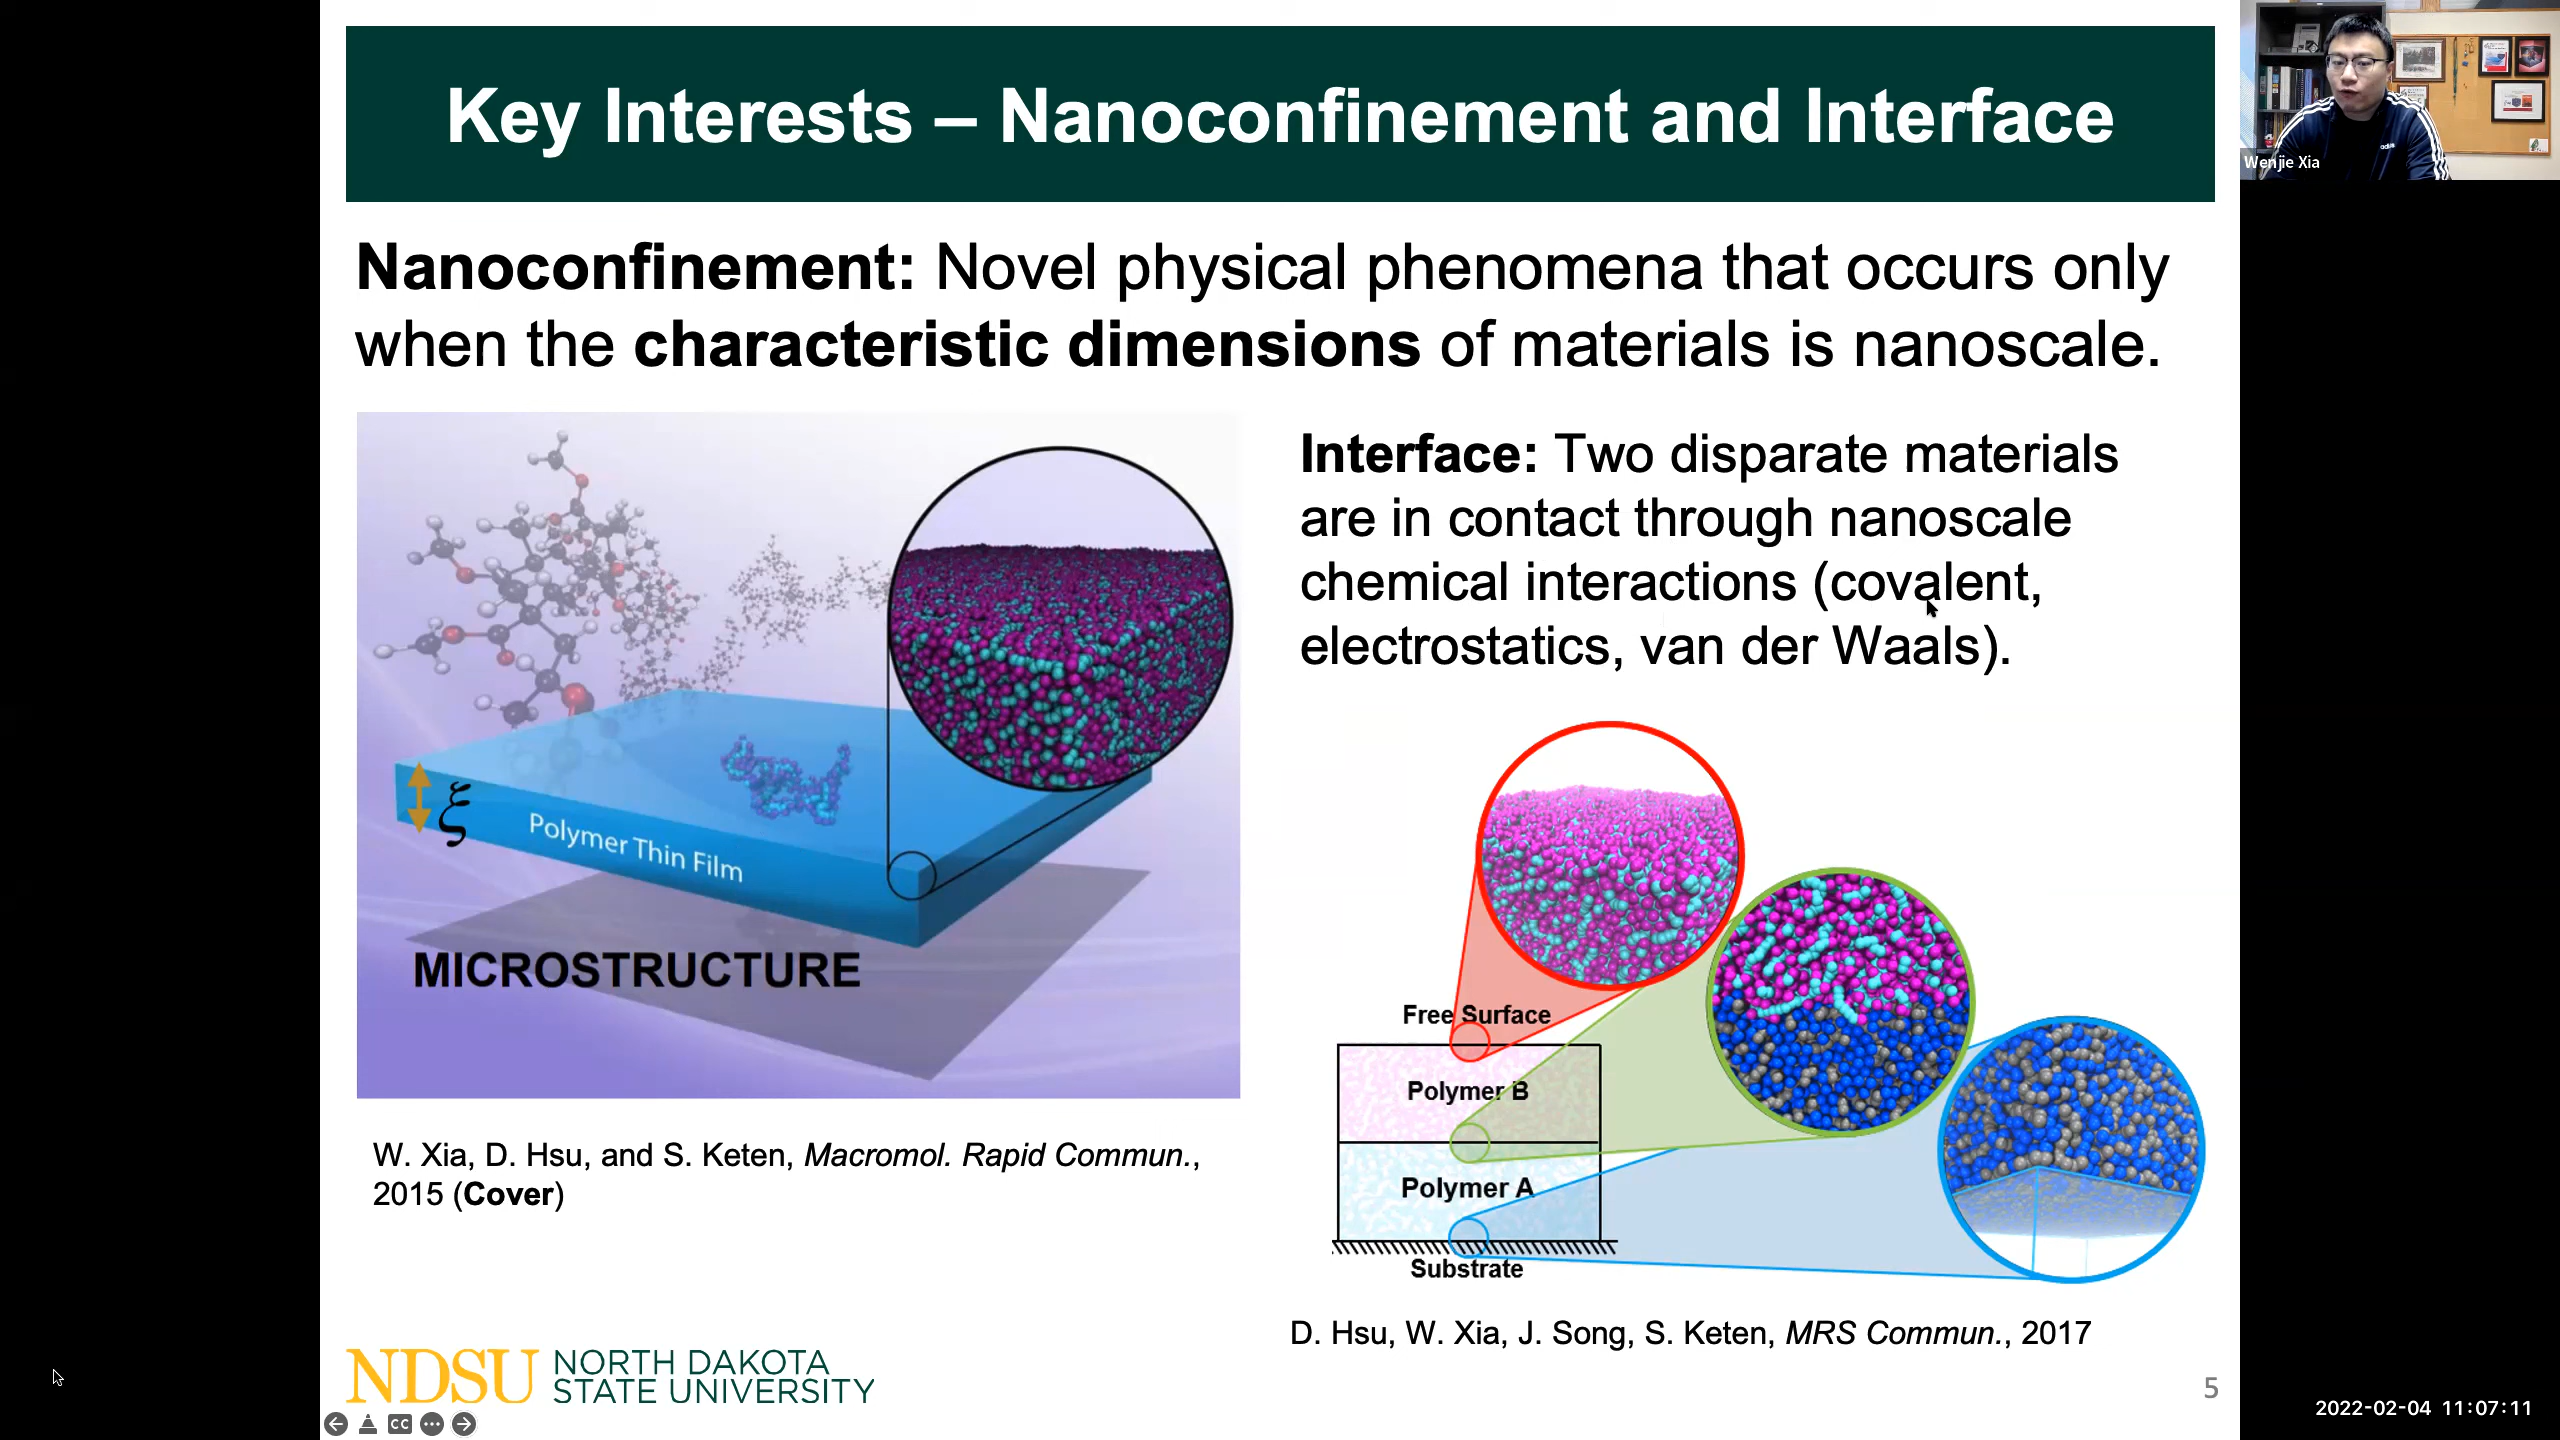 Key Interests – Nanoconfinement and Interface
Wenjie Xia
Nanoconfinement: Novel physical phenomena that occurs only
when the characteristic dimensions of materials is nanoscale.
Interface: Two disparate materials
are in contact through nanoscale
chemical interactions (covalent,
electrostatics, van der Waals).
ξ
Polymer Thin Film
MICROSTRUCTURE
W. Xia, D. Hsu, and S. Keten, Macromol. Rapid Commun.,
2015 (Cover)
Free Surface
Polymer B
Polymer A
Substrate
D. Hsu, W. Xia, J. Song, S. Keten, MRS Commun., 2017
NDSU
NORTH DAKOTA
STATE UNIVERSITY
5
CC
2022-02-04 11:07:11